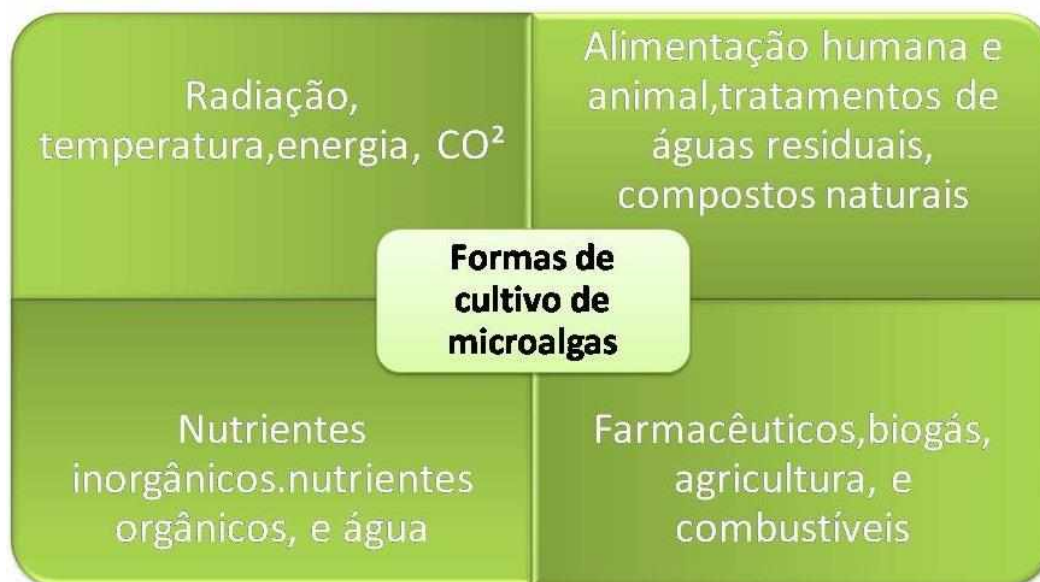 Radiação,
temperatura,energia, CO²
Alimentação humana e
animal,tratamentos de
águas residuais,
compostos naturais
Formas de
cultivo de
microalgas
Nutrientes
inorgânicos.nutrientes
orgânicos, e água
Farmacêuticos,biogás,
agricultura, e
combustíveis